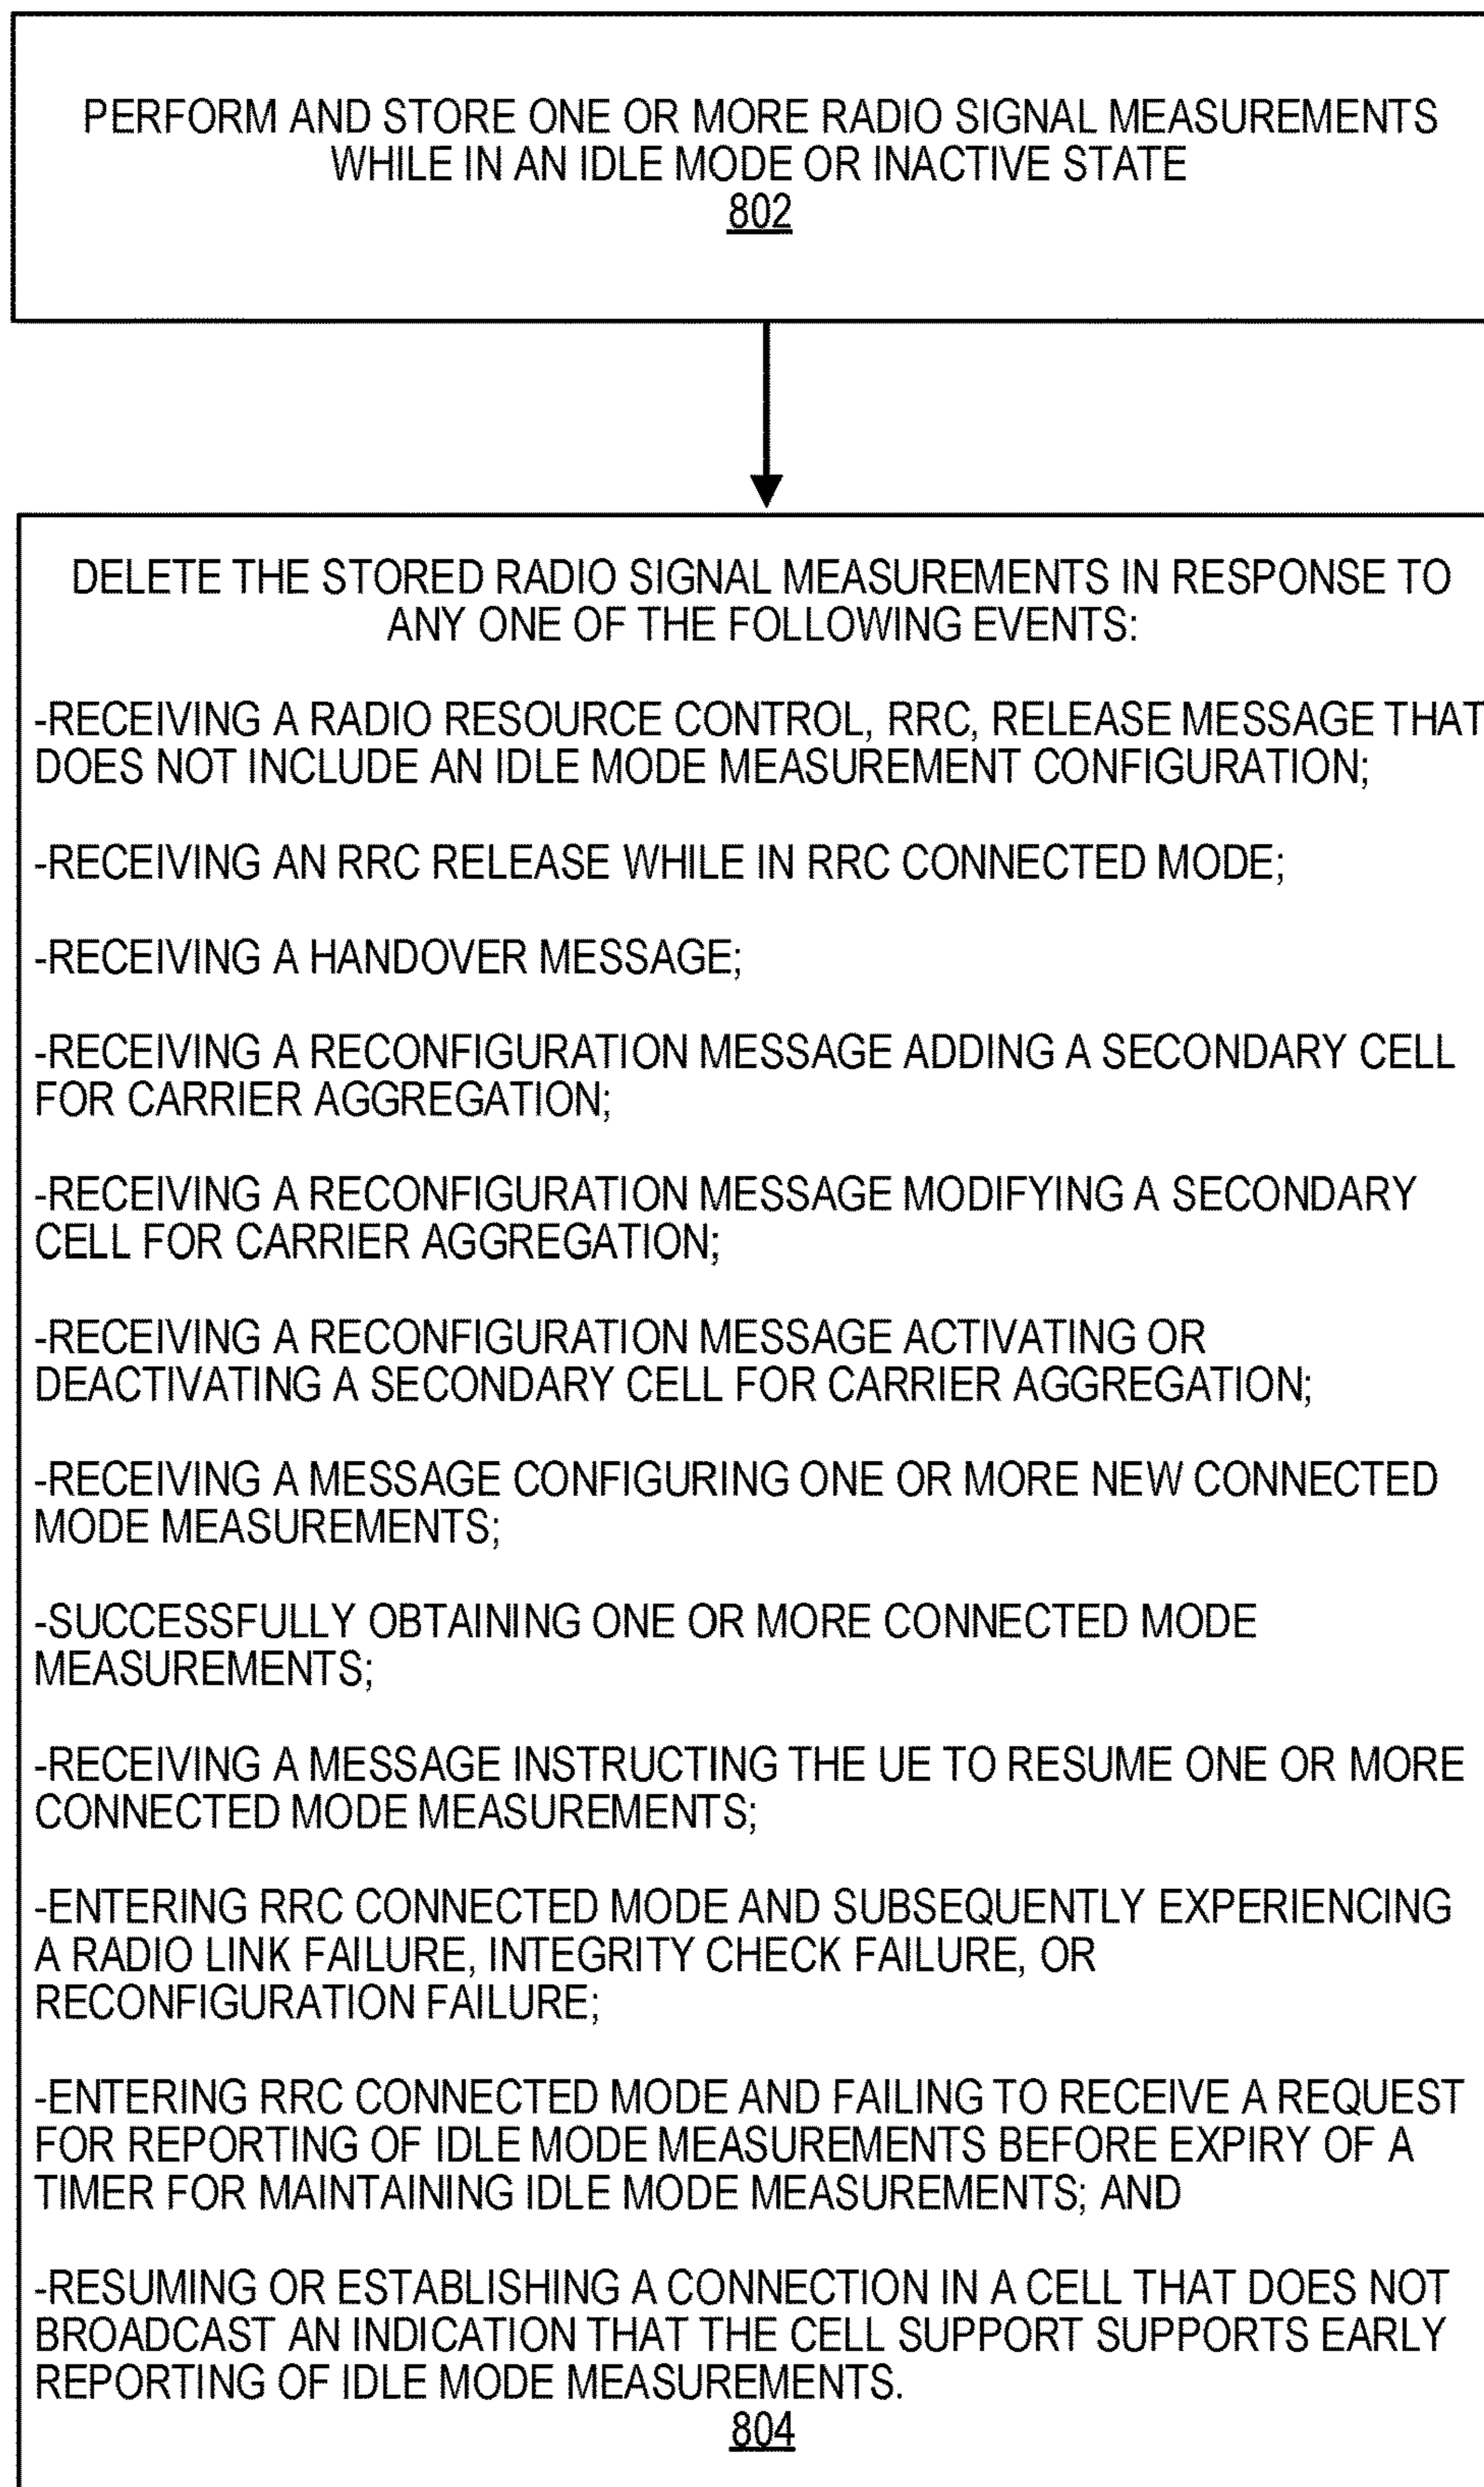 PERFORM AND STORE ONE OR MORE RADIO SIGNAL MEASUREMENTS
WHILE IN AN IDLE MODE OR INACTIVE STATE
802
DELETE THE STORED RADIO SIGNAL MEASUREMENTS IN RESPONSE TO
ANY ONE OF THE FOLLOWING EVENTS:
-RECEIVING A RADIO RESOURCE CONTROL, RRC, RELEASE MESSAGE THAT
DOES NOT INCLUDE AN IDLE MODE MEASUREMENT CONFIGURATION;
-RECEIVING AN RRC RELEASE WHILE IN RRC CONNECTED MODE;
-RECEIVING A HANDOVER MESSAGE;
-RECEIVING A RECONFIGURATION MESSAGE ADDING A SECONDARY CELL
FOR CARRIER AGGREGATION;
-RECEIVING A RECONFIGURATION MESSAGE MODIFYING A SECONDARY
CELL FOR CARRIER AGGREGATION;
-RECEIVING A RECONFIGURATION MESSAGE ACTIVATING OR
DEACTIVATING A SECONDARY CELL FOR CARRIER AGGREGATION;
-RECEIVING A MESSAGE CONFIGURING ONE OR MORE NEW CONNECTED
MODE MEASUREMENTS;
-SUCCESSFULLY OBTAINING ONE OR MORE CONNECTED MODE
MEASUREMENTS;
-RECEIVING A MESSAGE INSTRUCTING THE UE TO RESUME ONE OR MORE
CONNECTED MODE MEASUREMENTS;
-ENTERING RRC CONNECTED MODE AND SUBSEQUENTLY EXPERIENCING
A RADIO LINK FAILURE, INTEGRITY CHECK FAILURE, OR
RECONFIGURATION FAILURE;
-ENTERING RRC CONNECTED MODE AND FAILING TO RECEIVE A REQUEST
FOR REPORTING OF IDLE MODE MEASUREMENTS BEFORE EXPIRY OF A
TIMER FOR MAINTAINING IDLE MODE MEASUREMENTS; AND
-RESUMING OR ESTABLISHING A CONNECTION IN A CELL THAT DOES NOT
BROADCAST AN INDICATION THAT THE CELL SUPPORT SUPPORTS EARLY
REPORTING OF IDLE MODE MEASUREMENTS.
804